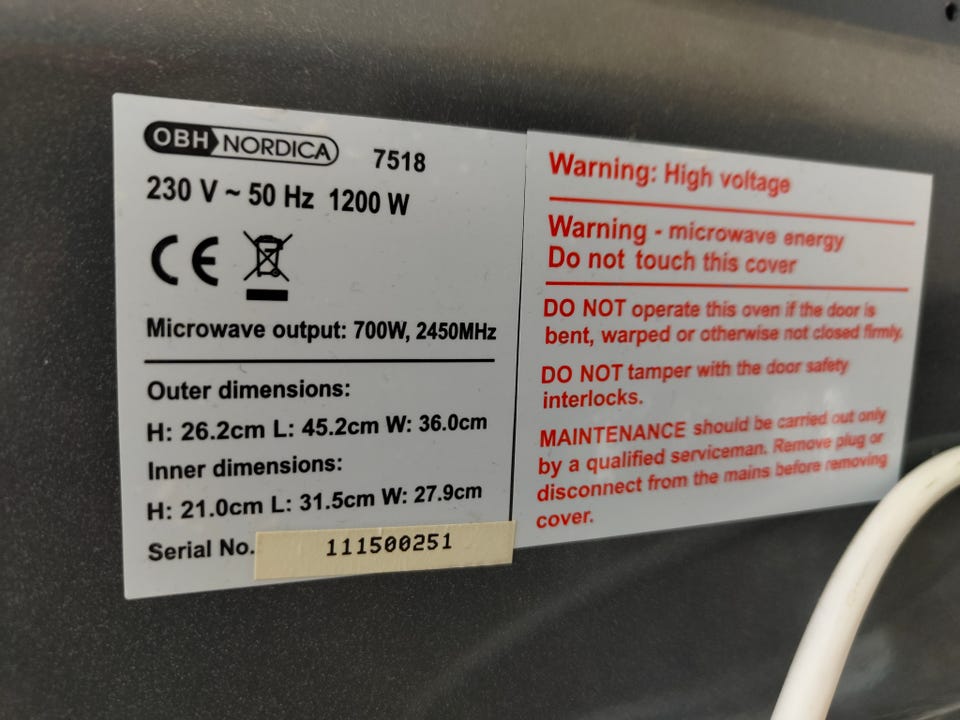 OBH NORDICA 7518
230 V ~ 50 Hz 1200 W
CE
Microwave output: 700W, 2450MHz
Outer dimensions:
H: 26.2cm L: 45.2cm W: 36.0cm
Inner dimensions:
H: 21.0cm L: 31.5cm W: 27.9cm
Serial No. 111500251
Warning: High voltage
Warning - microwave energy
Do not touch this cover
DO NOT operate this oven if the door is
bent, warped or otherwise not closed firmly.
DO NOT tamper with the door safety
interlocks.
MAINTENANCE should be carried out only
by a qualified serviceman. Remove plug or
disconnect from the mains before removing
cover.